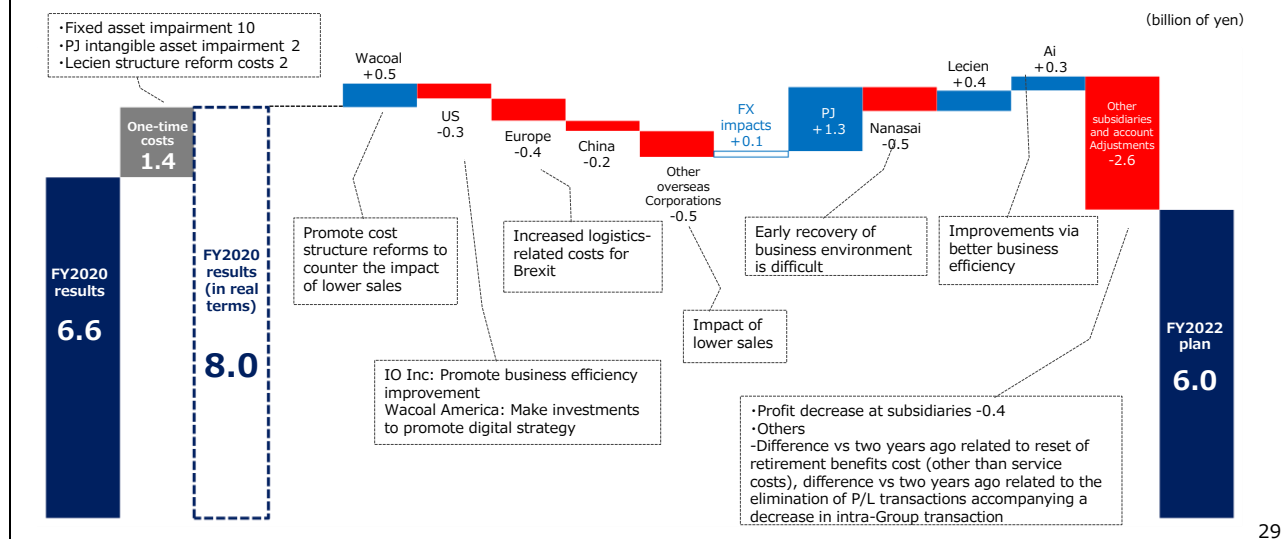 (billion of yen)
・Fixed asset impairment 10
・PJ intangible asset impairment 2
・Lecien structure reform costs 2
One-time
costs
1.4
FY2020
results
6.6
FY2020
results
(in real
terms)
8.0
Wacoal
+0.5
US
-0.3
Europe
-0.4
China
-0.2
Other
overseas
Corporations
-0.5
FX
impacts
+0.1
PJ
+1.3
Nanasai
-0.5
Lecien
+0.4
Ai
+0.3
Other
subsidiaries
and account
Adjustments
-2.6
FY2022
plan
6.0
Promote cost
structure reforms to
counter the impact
of lower sales
Increased logistics-
related costs for
Brexit
Early recovery of
business environment
is difficult
Improvements via
better business
efficiency
Impact of
lower sales
IO Inc: Promote business efficiency
improvement
Wacoal America: Make investments
to promote digital strategy
・Profit decrease at subsidiaries -0.4
・Others
-Difference vs two years ago related to reset of
retirement benefits cost (other than service
costs), difference vs two years ago related to the
elimination of P/L transactions accompanying a
decrease in intra-Group transaction
29